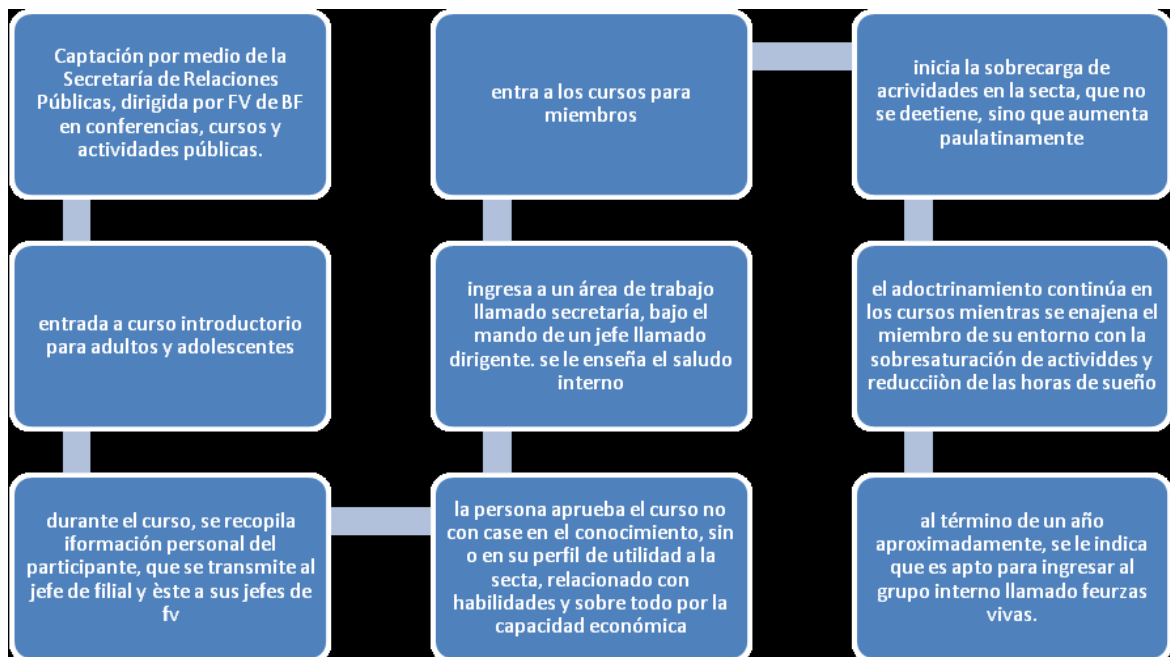 Captación por medio de la
Secretaría de Relaciones
Públicas, dirigida por FV de BF
en conferencias, cursos y
actividades públicas.
entrada a curso introductorio
para adultos y adolescentes
durante el curso, se recopila
iformación personal del
participante, que se transmite al
jefe de filial y èste a sus jefes de
fv
la persona aprueba el curso no
con case en el conocimiento, sin
o en su perfil de utilidad a la
secta, relacionado con
habilidades y sobre todo por la
capacidad económica
ingresa a un área de trabajo
llamado secretaría, bajo el
mando de un jefe llamado
dirigente. se le enseña el saludo
interno
entra a los cursos para
miembros
inicia la sobrecarga de
acrividades en la secta, que no
se deetiene, sino que aumenta
paulatinamente
el adoctrinamiento continúa en
los cursos mientras se enajena el
miembro de su entorno con la
sobresaturación de actividdes y
reducciiòn de las horas de sueño
al término de un año
aproximadamente, se le indica
que es apto para ingresar al
grupo interno llamado feurzas
vivas.